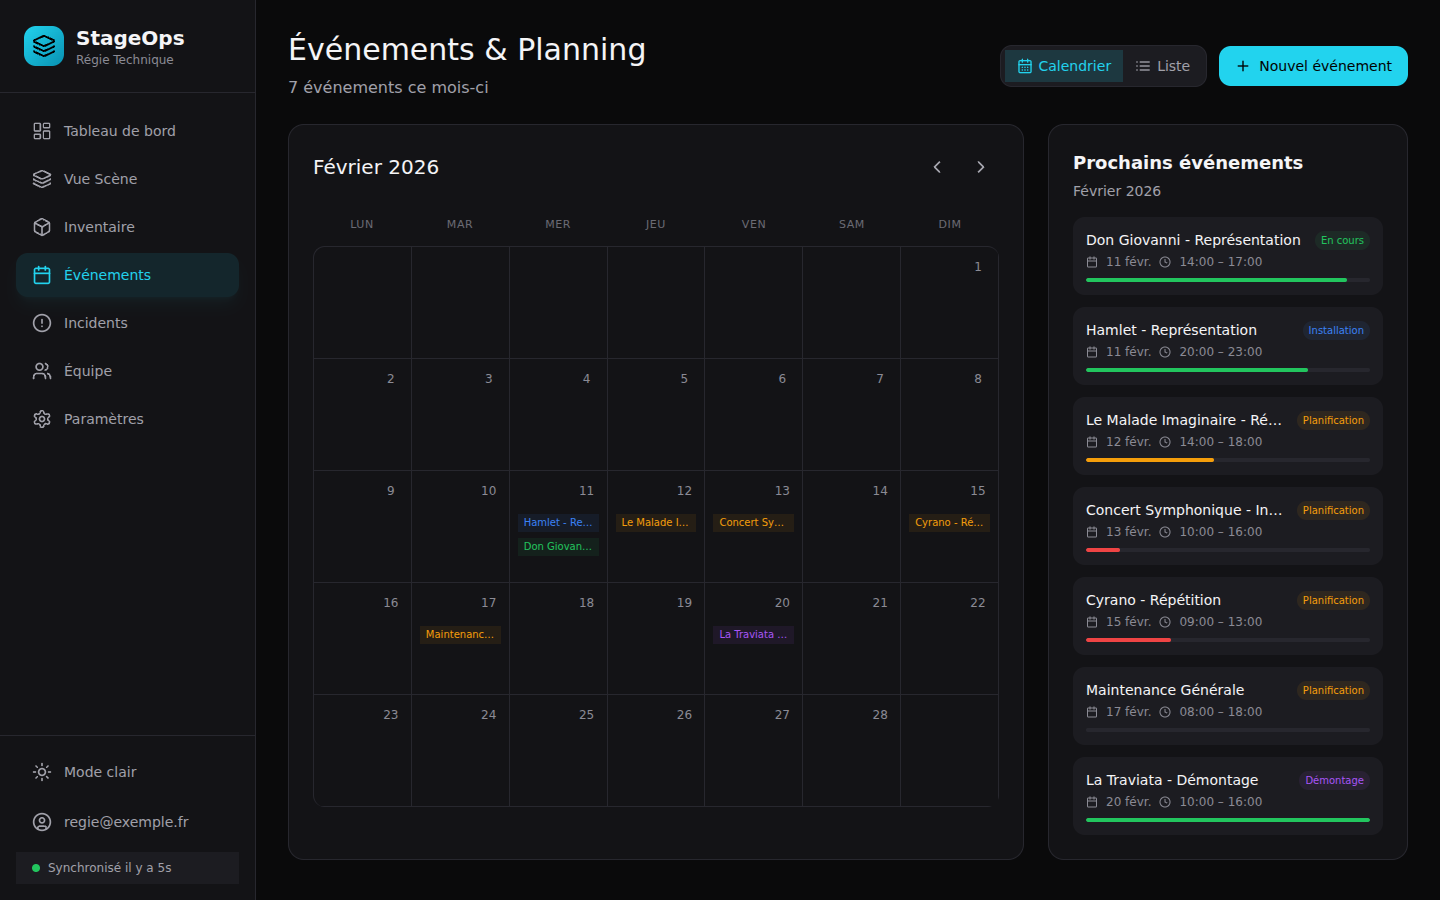 StageOps
Régie Technique
Tableau de bord
Vue Scène
Inventaire
Événements
Incidents
Équipe
Paramètres
Mode clair
regie@exemple.fr
Synchronisé il y a 5s
Événements & Planning
7 événements ce mois-ci
Calendrier
Liste
Nouvel événement
Février 2026
LUN MAR MER JEU VEN SAM DIM
1
2 3 4 5 6 7 8
9 10 11 12 13 14 15
Hamlet - Re... Le Malade I... Concert Sy... Cyrano - Ré...
Don Giovan...
16 17 18 19 20 21 22
Maintenanc... La Traviata ...
23 24 25 26 27 28
Prochains événements
Février 2026
Don Giovanni - Représentation En cours
11 févr. 14:00 – 17:00
Hamlet - Représentation Installation
11 févr. 20:00 – 23:00
Le Malade Imaginaire - Ré... Planification
12 févr. 14:00 – 18:00
Concert Symphonique - In... Planification
13 févr. 10:00 – 16:00
Cyrano - Répétition Planification
15 févr. 09:00 – 13:00
Maintenance Générale Planification
17 févr. 08:00 – 18:00
La Traviata - Démontage Démontage
20 févr. 10:00 – 16:00